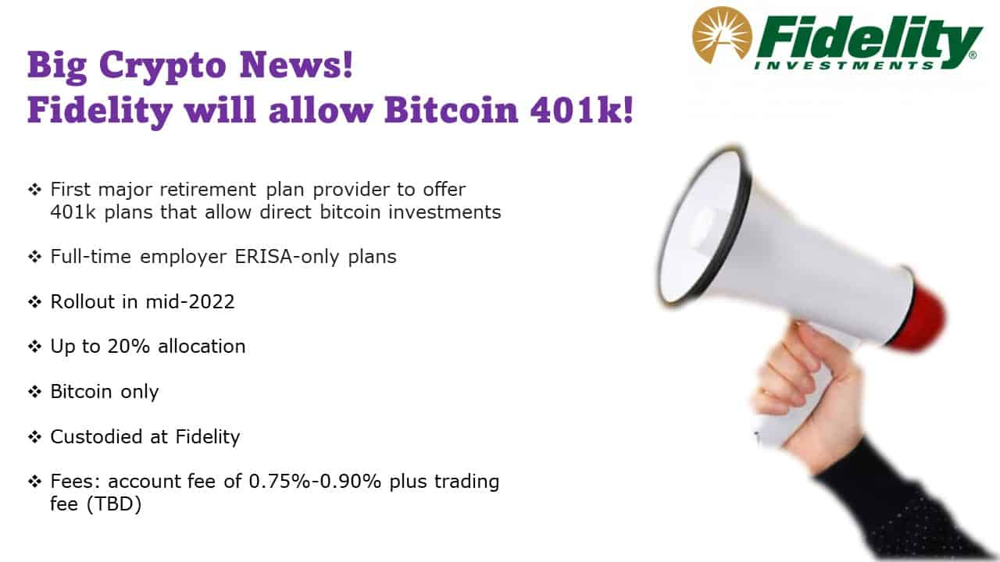 Fidelity®
INVESTMENTS
Big Crypto News!
Fidelity will allow Bitcoin 401k!
❖ First major retirement plan provider to offer
401k plans that allow direct bitcoin investments
❖ Full-time employer ERISA-only plans
❖ Rollout in mid-2022
❖ Up to 20% allocation
❖ Bitcoin only
❖ Custodied at Fidelity
❖ Fees: account fee of 0.75%-0.90% plus trading
fee (TBD)